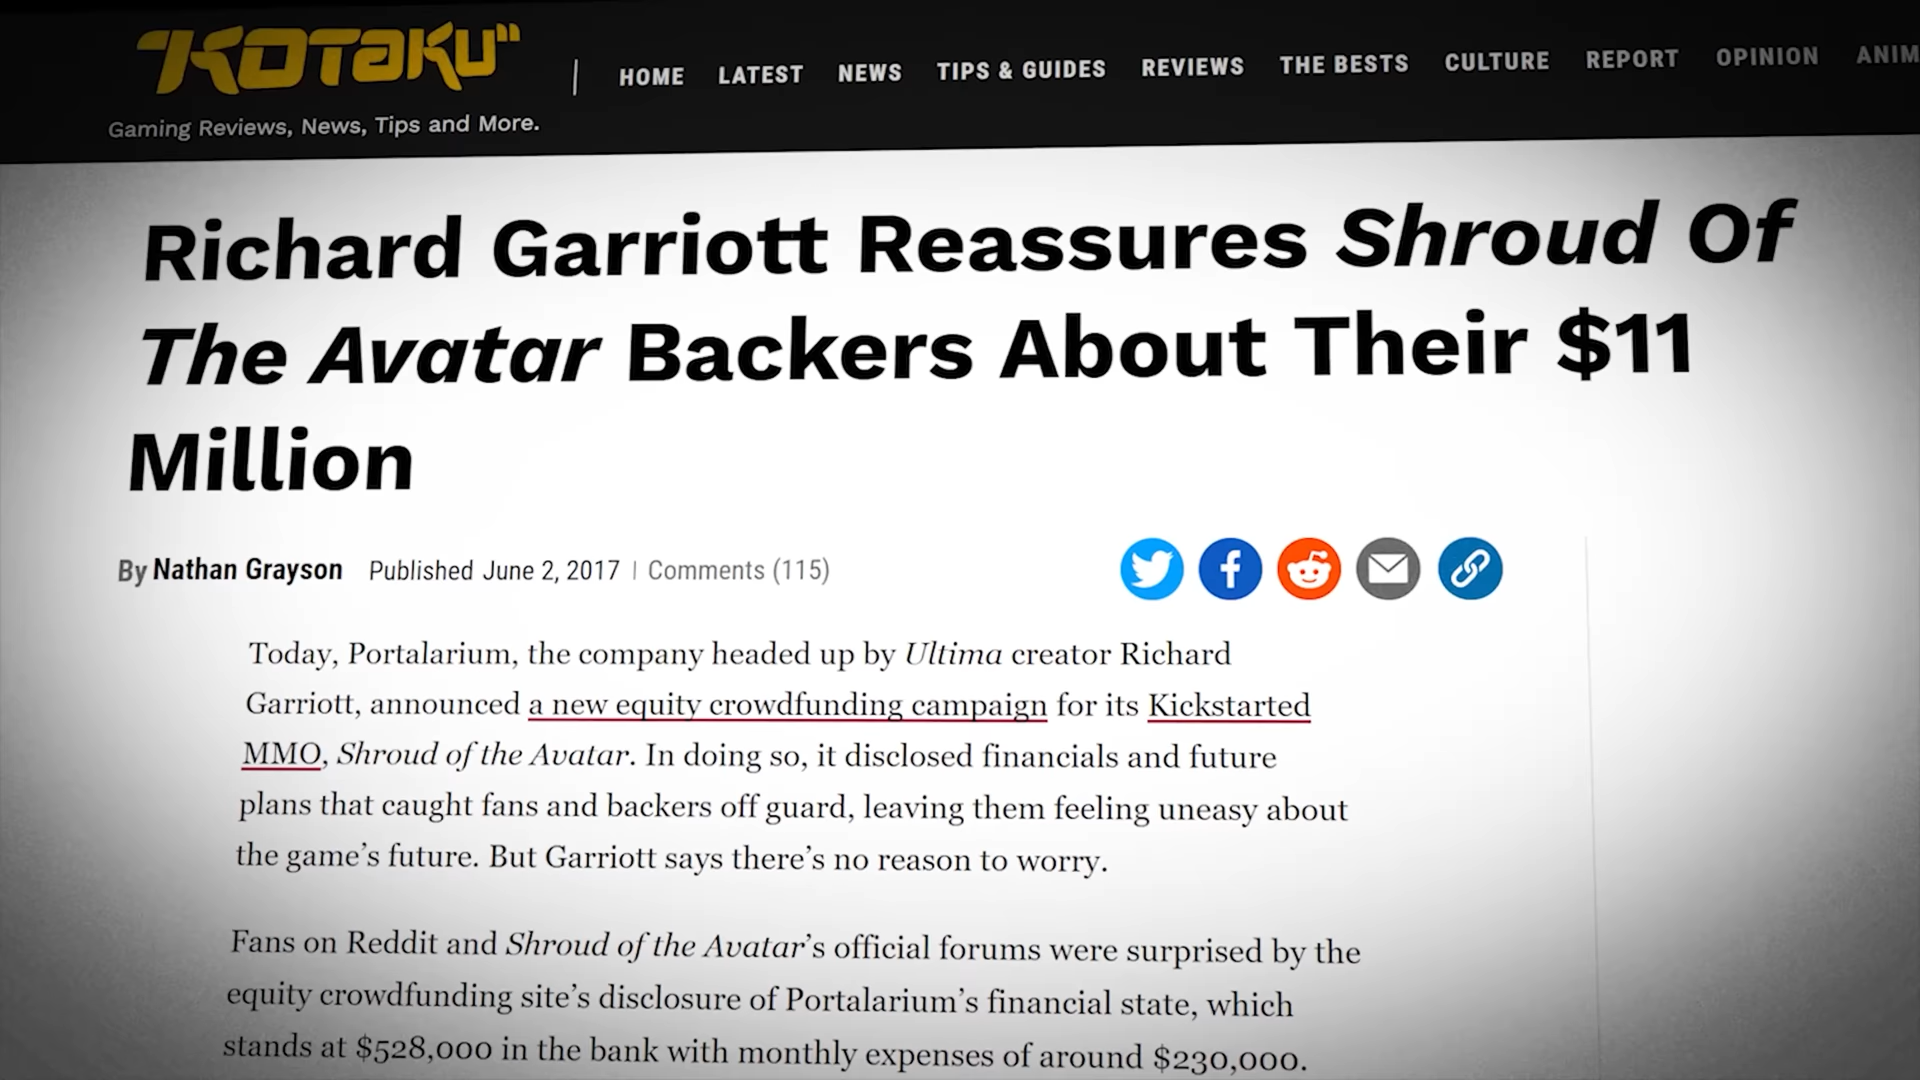 "KOTAKU"
Gaming Reviews, News, Tips and More.
| HOME LATEST NEWS TIPS & GUIDES REVIEWS THE BESTS CULTURE REPORT OPINION ANIM
Richard Garriott Reassures Shroud Of
The Avatar Backers About Their $11
Million
By Nathan Grayson Published June 2, 2017 | Comments (115)
Today, Portalarium, the company headed up by Ultima creator Richard
Garriott, announced a new equity crowdfunding campaign for its Kickstarted
MMO, Shroud of the Avatar. In doing so, it disclosed financials and future
plans that caught fans and backers off guard, leaving them feeling uneasy about
the game's future. But Garriott says there's no reason to worry.
Fans on Reddit and Shroud of the Avatar's official forums were surprised by the
equity crowdfunding site's disclosure of Portalarium's financial state, which
stands at $528,000 in the bank with monthly expenses of around $230,000.